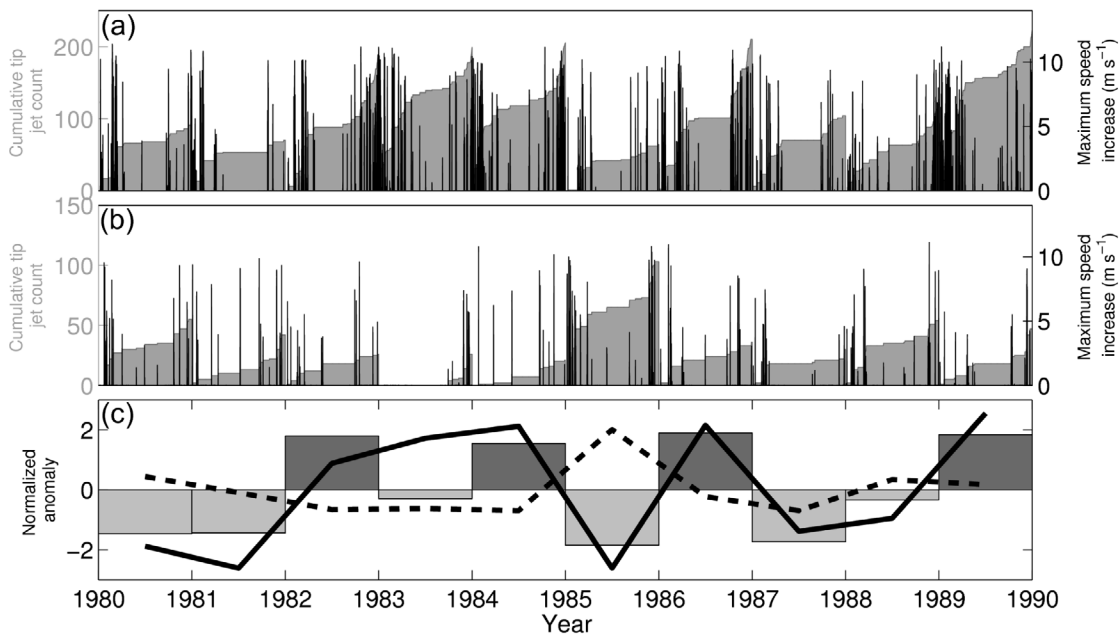 (a)
Cumulative tip
jet count
200
100
0
Maximum speed
increase (m s⁻¹)
10
5
0
(b)
Cumulative tip
jet count
150
100
50
0
Maximum speed
increase (m s⁻¹)
10
5
0
(c)
Normalized
anomaly
2
0
−2
1980 1981 1982 1983 1984 1985 1986 1987 1988 1989 1990
Year